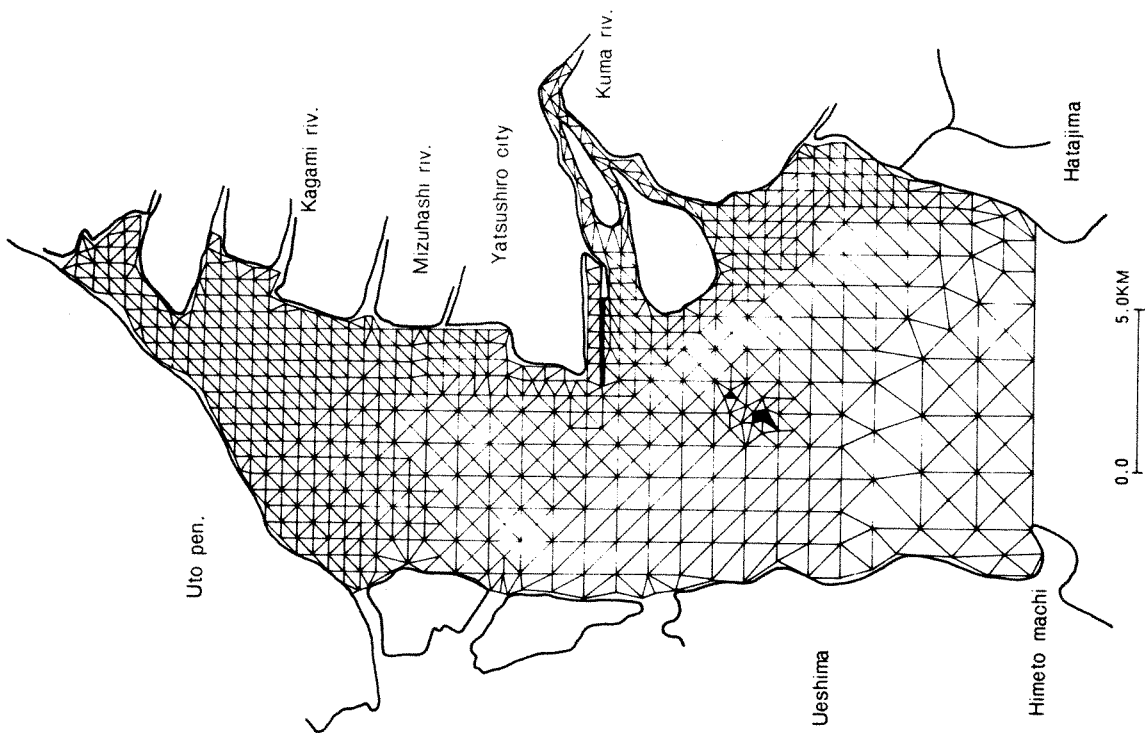 Kuma riv.
Kagami riv.
Mizuhashi riv.
Yatsushiro city
Hatajima
Uto pen.
Ueshima
Himeto machi
0.0
5.0KM